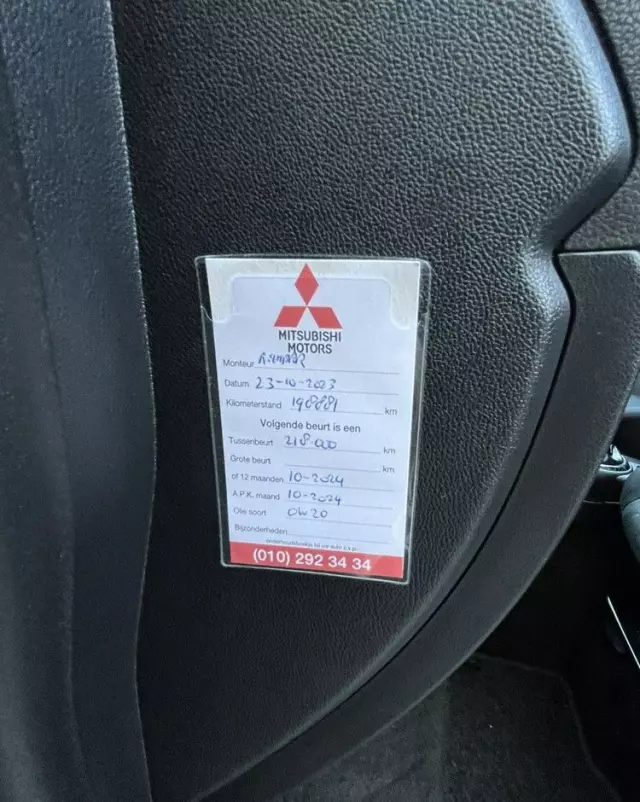 MITSUBISHI
MOTORS
Monteur
Datum 23-10-2023
Kilometerstand 198881 km
Volgende beurt is een
Tussenbeurt 218.000 km
Grote beurt km
of 12 maanden 10-2024
A.P.K. maand 10-2024
Olie soort 0W20
Bijzonderheden
(010) 292 34 34